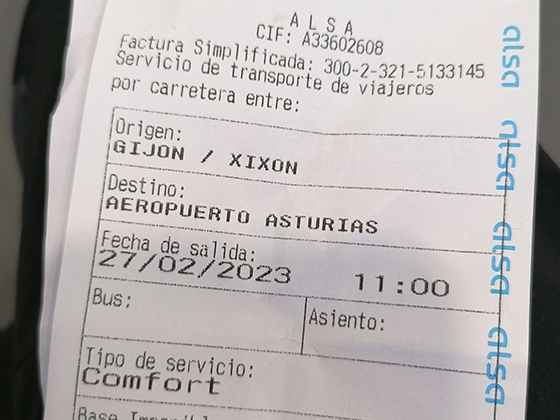 A L S A
CIF: A33602608
Factura Simplificada: 300-2-321-5133145
Servicio de transporte de viajeros
por carretera entre:
Origen:
GIJON / XIXON
Destino:
AEROPUERTO ASTURIAS
Fecha de salida:
27/02/2023 11:00
Bus:
Asiento:
Tipo de servicio:
Comfort
Base
alsa
alsa
alsa
alsa